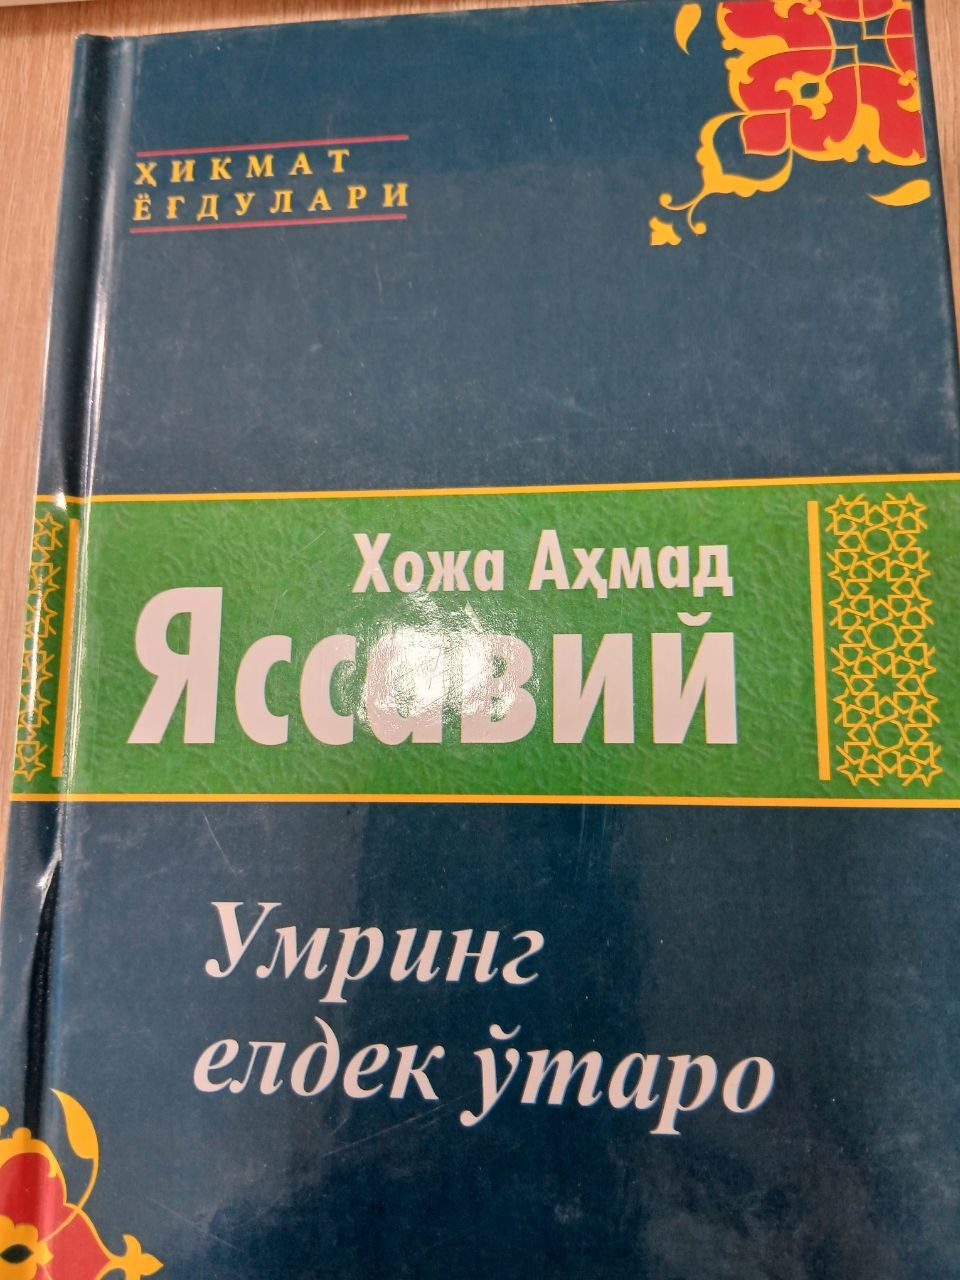 ҲИКМАТ
ЁҒДУЛАРИ
Хожа Аҳмад
Яссавий
Умринг
елдек ўтаро